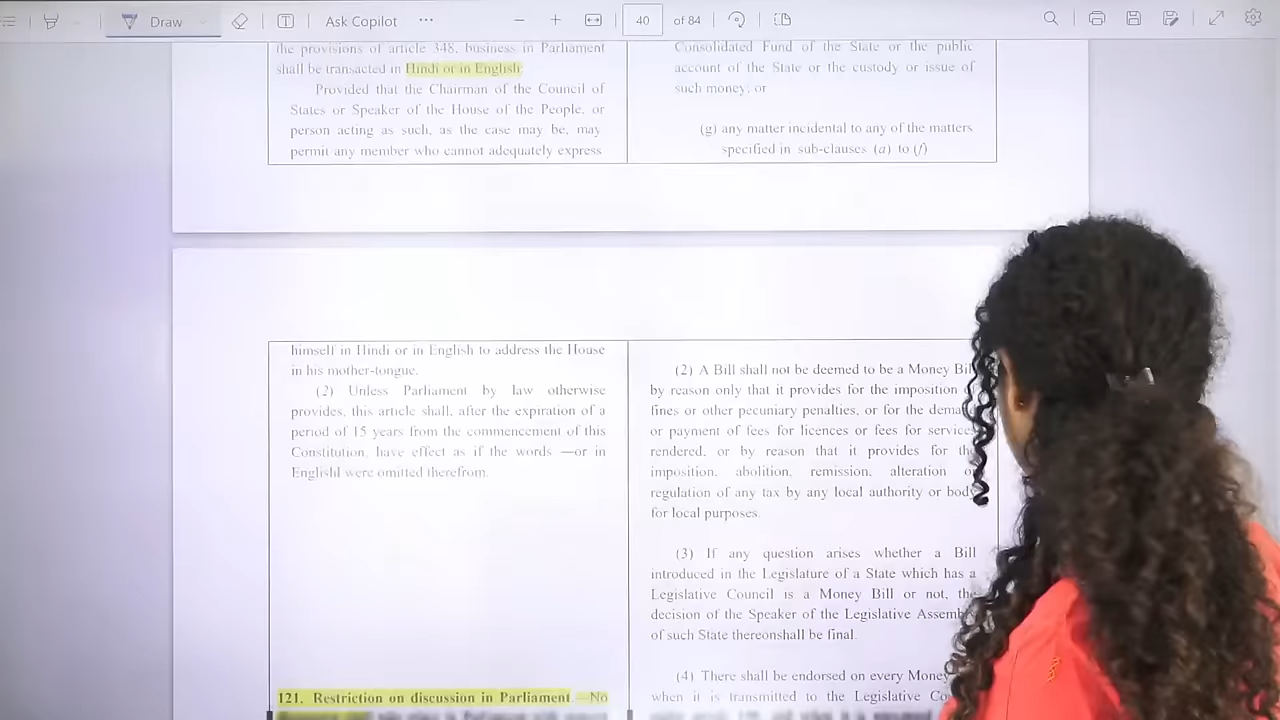 Draw
Ask Copilot
40 of 84
the provisions of article 348, business in Parliament
shall be transacted in Hindi or in English:
Provided that the Chairman of the Council of
States or Speaker of the House of the People, or
person acting as such, as the case may be, may
permit any member who cannot adequately express
Consolidated Fund of the State or the public
account of the State or the custody or issue of
such money; or
(g) any matter incidental to any of the matters
specified in sub-clauses (a) to (f)
himself in Hindi or in English to address the House
in his mother-tongue.
(2) Unless Parliament by law otherwise
provides, this article shall, after the expiration of a
period of 15 years from the commencement of this
Constitution, have effect as if the words ―or in
Englishl were omitted therefrom.
121. Restriction on discussion in Parliament.—No
(2) A Bill shall not be deemed to be a Money Bil
by reason only that it provides for the imposition
fines or other pecuniary penalties, or for the dema
or payment of fees for licences or fees for service
rendered, or by reason that it provides for th
imposition, abolition, remission, alteration o
regulation of any tax by any local authority or body
for local purposes.
(3) If any question arises whether a Bill
introduced in the Legislature of a State which has a
Legislative Council is a Money Bill or not, the
decision of the Speaker of the Legislative Assemb
of such State thereonshall be final.
(4) There shall be endorsed on every Money
when it is transmitted to the Legislative Co